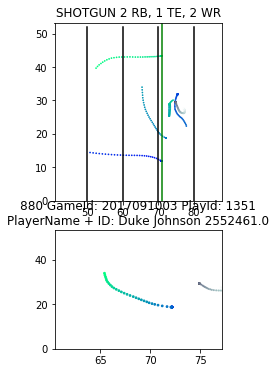 SHOTGUN 2 RB, 1 TE, 2 WR
50
40
30
20
10
0
50 60 70 80
880 GameId: 2017091003 PlayId: 1351
PlayerName + ID: Duke Johnson 2552461.0
40
20
0
65 70 75